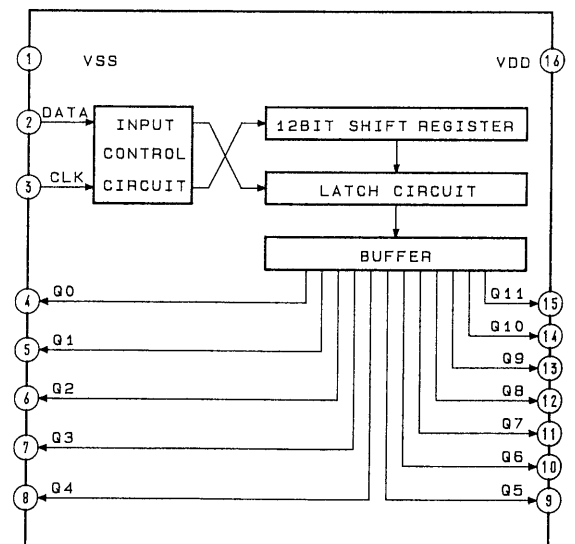 1 VSS VDD 16
2 DATA
INPUT 12BIT SHIFT REGISTER
CONTROL
3 CLK
CIRCUIT LATCH CIRCUIT
BUFFER
4 Q0 Q11 15
Q10 14
5 Q1
Q9 13
6 Q2 Q8 12
Q7 11
7 Q3
Q6 10
8 Q4 Q5 9